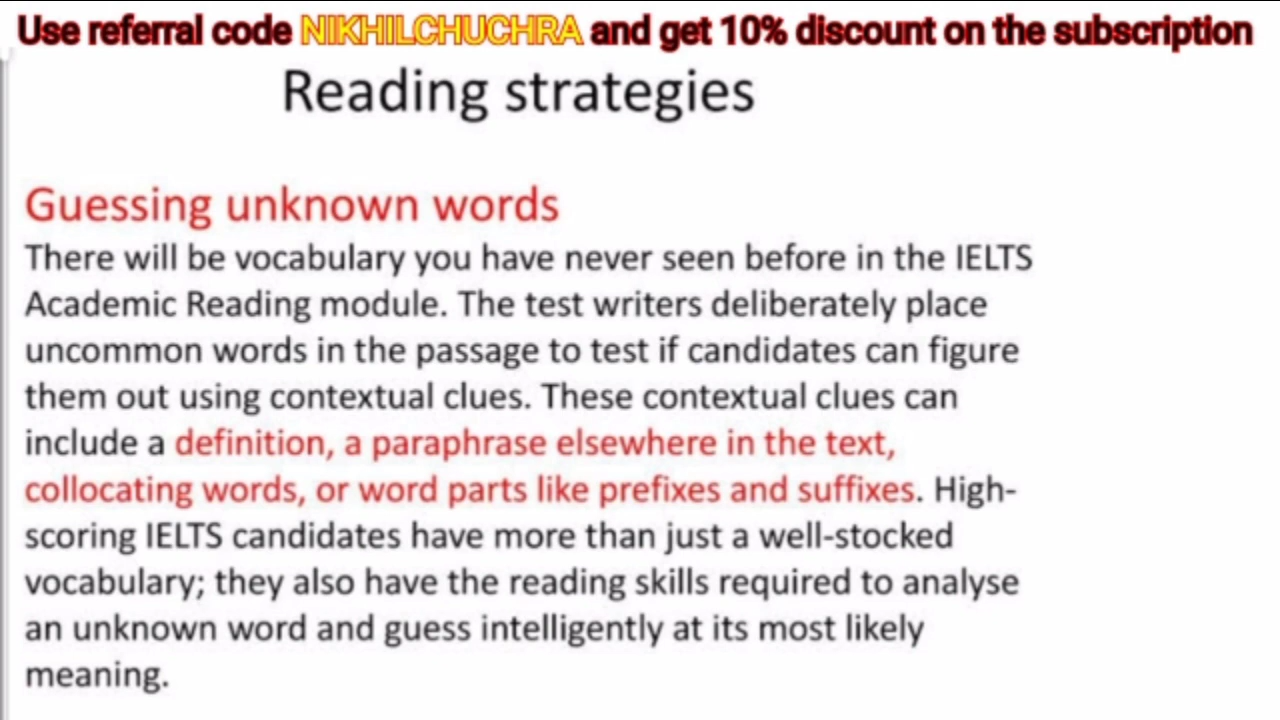 Use referral code NIKHILCHUCHRA and get 10% discount on the subscription
Reading strategies
Guessing unknown words
There will be vocabulary you have never seen before in the IELTS
Academic Reading module. The test writers deliberately place
uncommon words in the passage to test if candidates can figure
them out using contextual clues. These contextual clues can
include a definition, a paraphrase elsewhere in the text,
collocating words, or word parts like prefixes and suffixes. High-
scoring IELTS candidates have more than just a well-stocked
vocabulary; they also have the reading skills required to analyse
an unknown word and guess intelligently at its most likely
meaning.